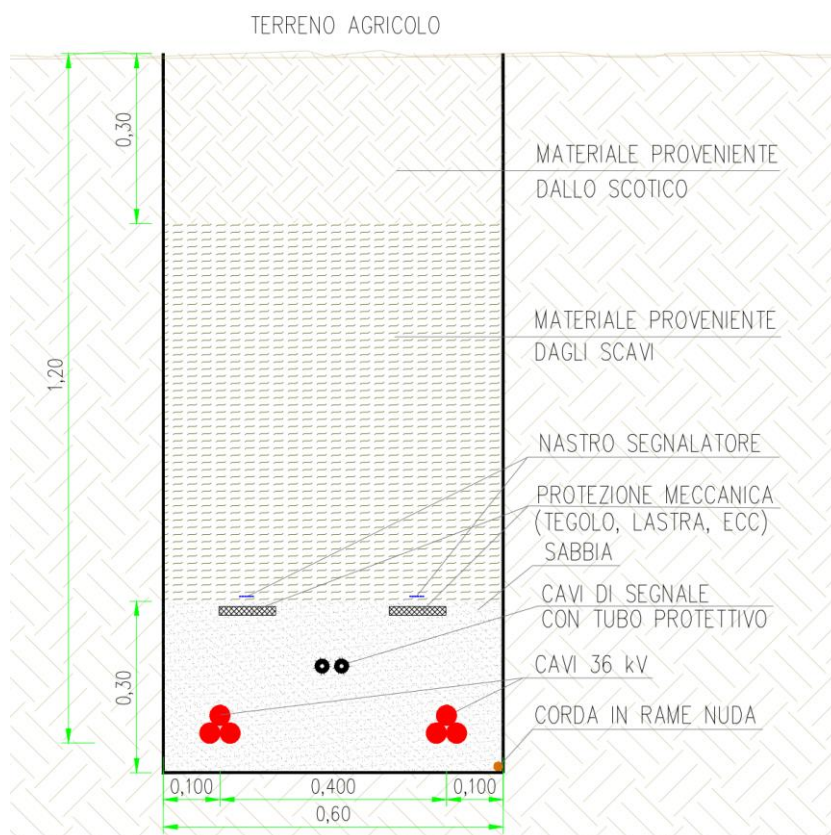 TERRENO AGRICOLO
0,30
MATERIALE PROVENIENTE
DALLO SCOTICO
MATERIALE PROVENIENTE
DAGLI SCAVI
1,20
NASTRO SEGNALATORE
PROTEZIONE MECCANICA
(TEGOLO, LASTRA, ECC)
SABBIA
CAVI DI SEGNALE
CON TUBO PROTETTIVO
0,30
CAVI 36 kV
CORDA IN RAME NUDA
0,100
0,400
0,100
0,60